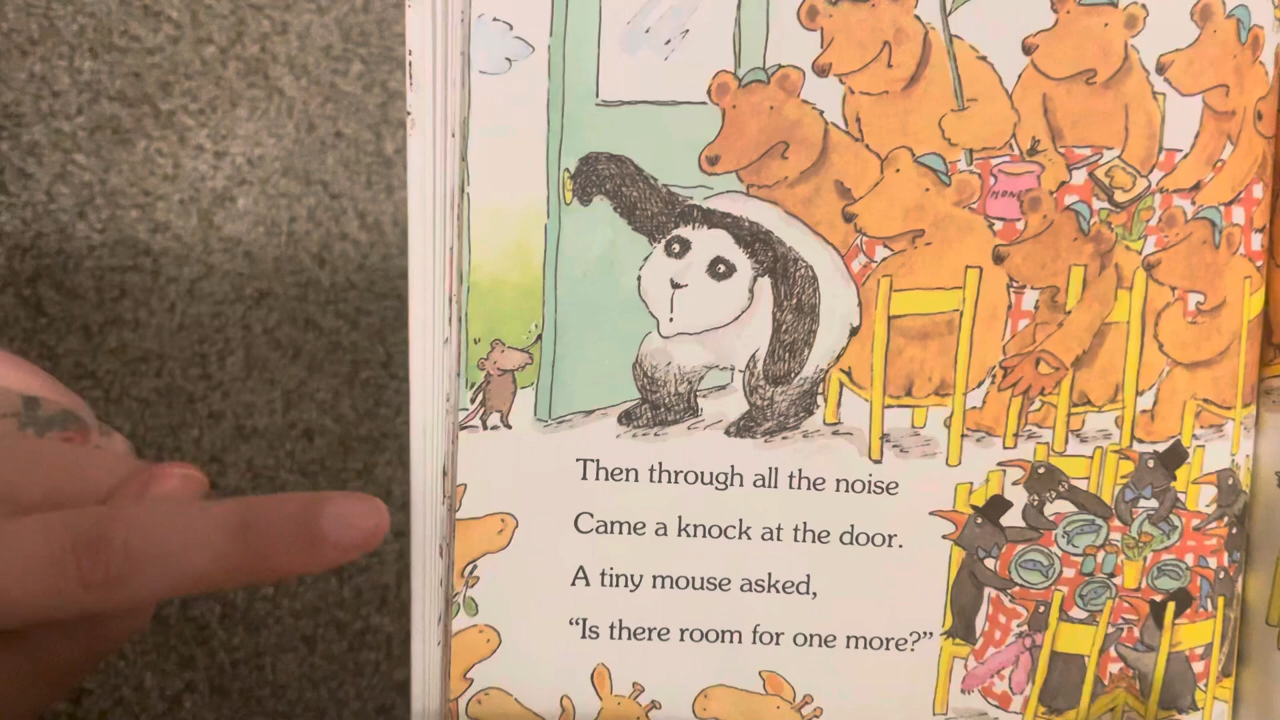 HONEY
Then through all the noise
Came a knock at the door.
A tiny mouse asked,
“Is there room for one more?”